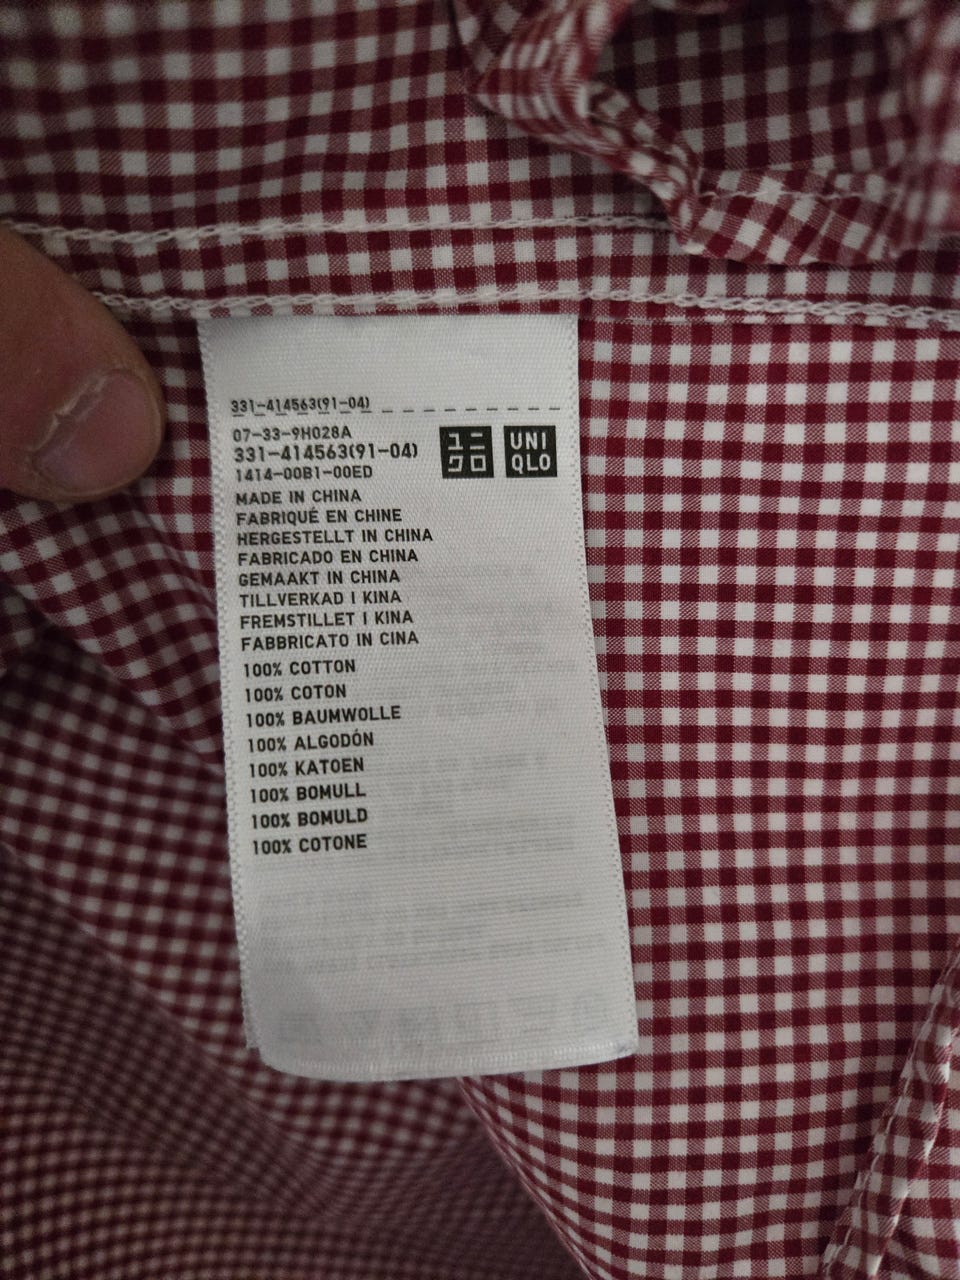 331-414563(91-04)
07-33-9H028A
331-414563(91-04)
1414-00B1-00ED
ユニ
クロ
UNI
QLO
MADE IN CHINA
FABRIQUÉ EN CHINE
HERGESTELLT IN CHINA
FABRICADO EN CHINA
GEMAAKT IN CHINA
TILLVERKAD I KINA
FREMSTILLET I KINA
FABBRICATO IN CINA
100% COTTON
100% COTON
100% BAUMWOLLE
100% ALGODÓN
100% KATOEN
100% BOMULL
100% BOMULD
100% COTONE